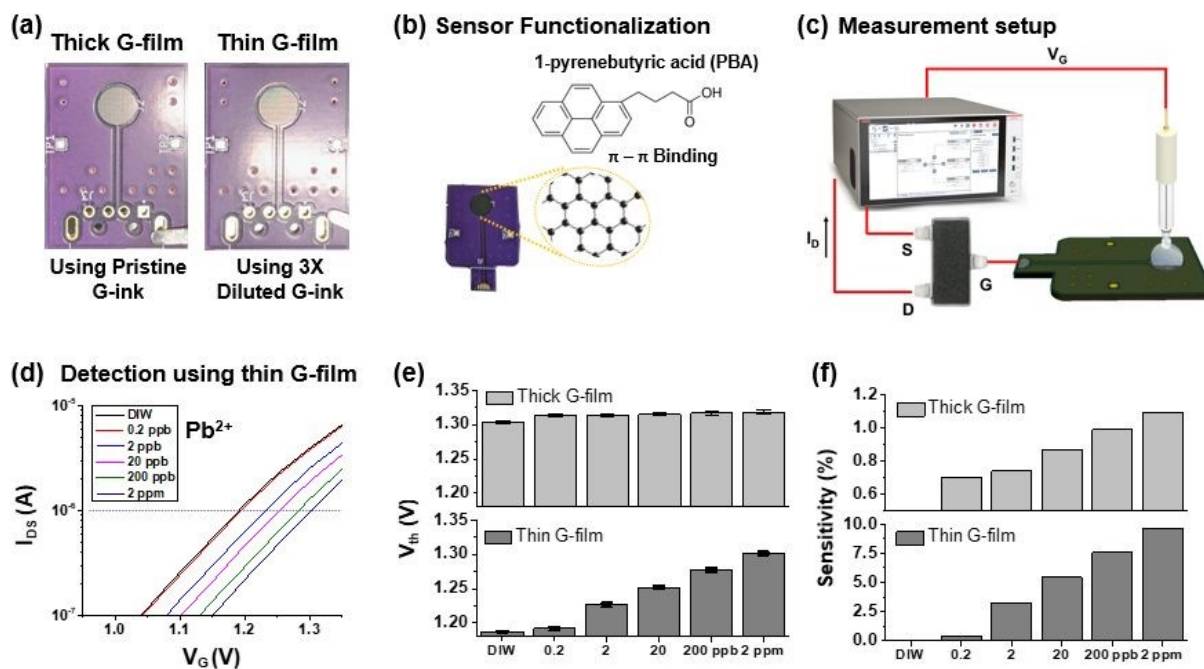 (a)
Thick G-film
Thin G-film
Using Pristine
G-ink
Using 3X
Diluted G-ink
(b) Sensor Functionalization
1-pyrenebutyric acid (PBA)
OH
O
π – π Binding
(c) Measurement setup
V_G
I_D
S
D
G
(d) Detection using thin G-film
10⁻⁵
10⁻⁶
10⁻⁷
I_DS (A)
DIW
0.2 ppb
2 ppb
20 ppb
200 ppb
2 ppm
Pb²⁺
1.0 1.1 1.2 1.3
V_G (V)
(e)
Thick G-film
1.35
1.30
1.25
1.20
V_th (V)
Thin G-film
1.35
1.30
1.25
1.20
DIW 0.2 2 20 200 ppb 2 ppm
(f)
Thick G-film
1.2
1.0
0.8
0.6
Sensitivity (%)
Thin G-film
10.0
7.5
5.0
2.5
0.0
DIW 0.2 2 20 200 ppb 2 ppm